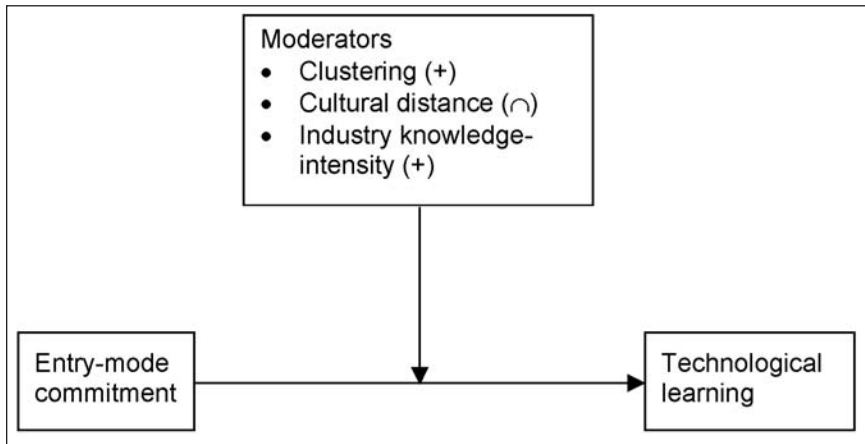 Moderators
• Clustering (+)
• Cultural distance (∩)
• Industry knowledge-
intensity (+)
Entry-mode
commitment
Technological
learning